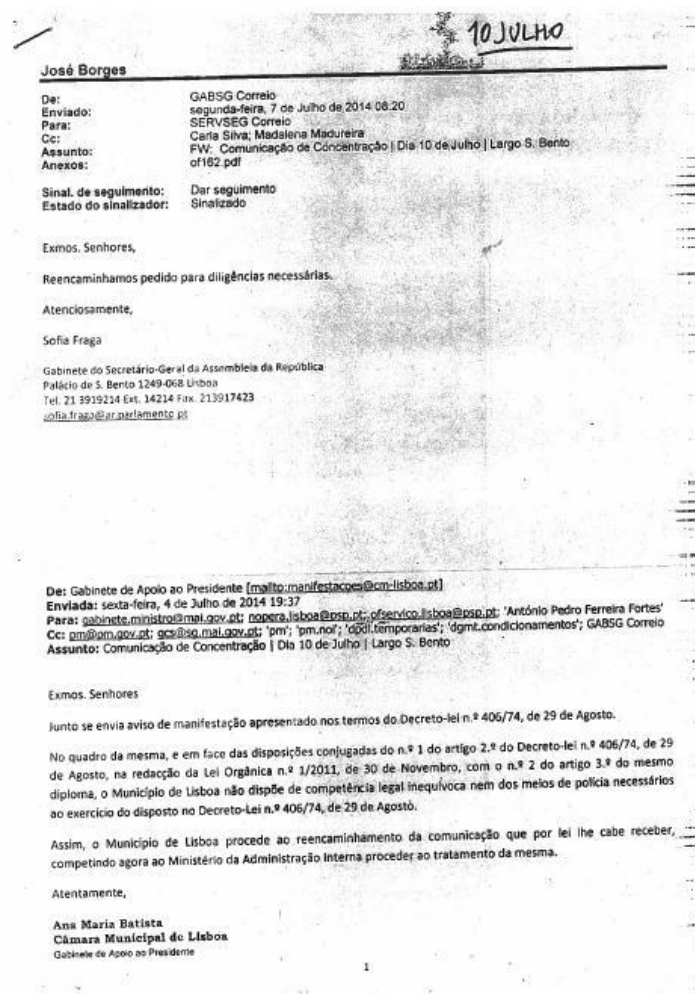 10 JULHO
José Borges
De: GABSG Correio
Enviado: segunda-feira, 7 de Julho de 2014 08:20
Para: SERVSEG Correio
Cc: Carla Silva; Madalena Madureira
Assunto: FW: Comunicação de Concentração | Dia 10 de Julho | Largo S. Bento
Anexos: of162.pdf
Sinal. de seguimento: Dar seguimento
Estado do sinalizador: Sinalizado
Exmos. Senhores,
Reencaminhamos pedido para diligências necessárias.
Atenciosamente,
Sofia Fraga
Gabinete do Secretário-Geral da Assembleia da República
Palácio de S. Bento 1249-068 Lisboa
Tel. 21 3919214 Ext. 14214 Fax. 213917423
sofia.fraga@ar.parlamento.pt
De: Gabinete de Apoio ao Presidente [mailto:manifestacoes@cm-lisboa.pt]
Enviada: sexta-feira, 4 de Julho de 2014 19:37
Para: gabinete.ministro@mai.gov.pt; nopera.lisboa@psp.pt; ofservico.lisboa@psp.pt; 'António Pedro Ferreira Fortes'
Cc: pm@pm.gov.pt; gcs@sg.mai.gov.pt; 'pm'; 'pm.noi'; 'dpdl.temporarias'; 'dgmt.condicionamentos'; GABSG Correio
Assunto: Comunicação de Concentração | Dia 10 de Julho | Largo S. Bento
Exmos. Senhores
Junto se envia aviso de manifestação apresentado nos termos do Decreto-lei n.º 406/74, de 29 de Agosto.
No quadro da mesma, e em face das disposições conjugadas do n.º 1 do artigo 2.º do Decreto-lei n.º 406/74, de 29
de Agosto, na redacção da Lei Orgânica n.º 1/2011, de 30 de Novembro, com o n.º 2 do artigo 3.º do mesmo
diploma, o Município de Lisboa não dispõe de competência legal inequívoca nem dos meios de polícia necessários
ao exercício do disposto no Decreto-Lei n.º 406/74, de 29 de Agosto.
Assim, o Município de Lisboa procede ao reencaminhamento da comunicação que por lei lhe cabe receber,
competindo agora ao Ministério da Administração Interna proceder ao tratamento da mesma.
Atentamente,
Ana Maria Batista
Câmara Municipal de Lisboa
Gabinete de Apoio ao Presidente
1